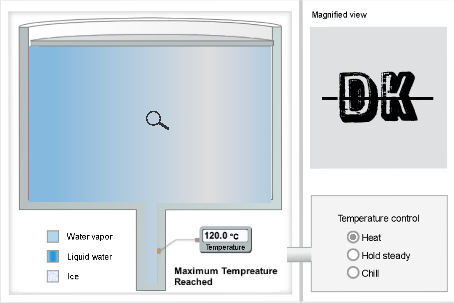 Magnified view
DK
120.0 °C
Temperature
Water vapor
Liquid water
Ice
Maximum Tempreature
Reached
Temperature control
Heat
Hold steady
Chill